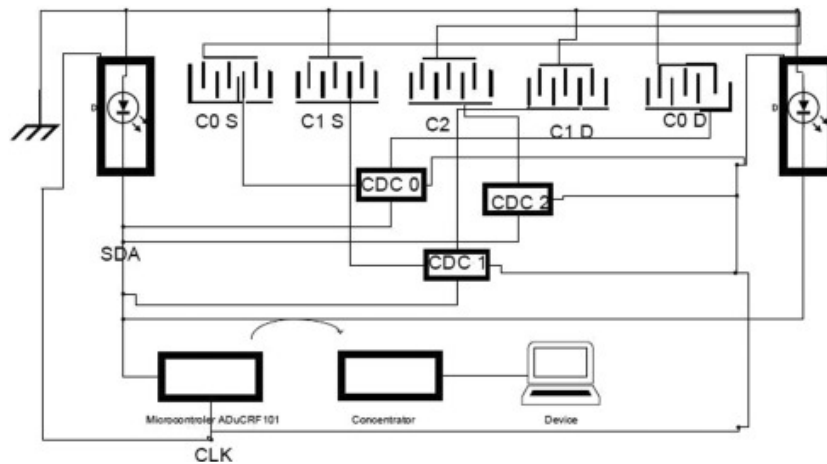 D
D
C0 S
C1 S
C2
C1 D
C0 D
CDC 0
CDC 2
SDA
CDC 1
Microcontroler ADuCRF101
Concentrator
Device
CLK